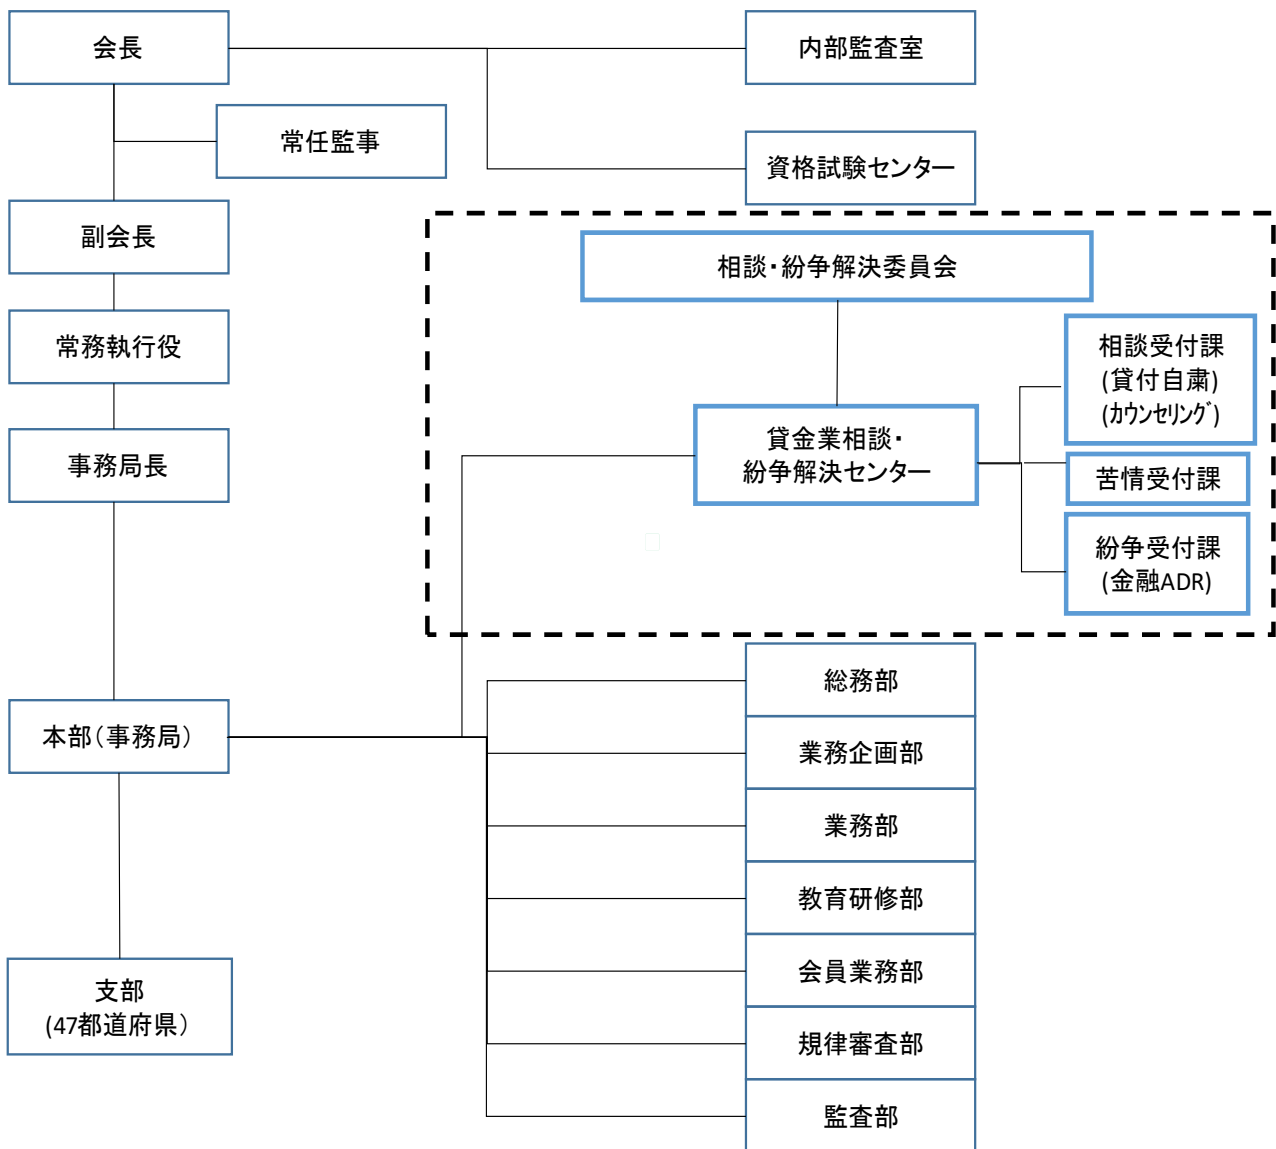 会長
内部監査室
常任監事
資格試験センター
副会長
相談・紛争解決委員会
常務執行役
相談受付課
(貸付自粛)
(ｶｳﾝｾﾘﾝｸﾞ)
事務局長
貸金業相談・
紛争解決センター
苦情受付課
紛争受付課
(金融ADR)
総務部
本部（事務局）
業務企画部
業務部
教育研修部
会員業務部
支部
(47都道府県）
規律審査部
監査部